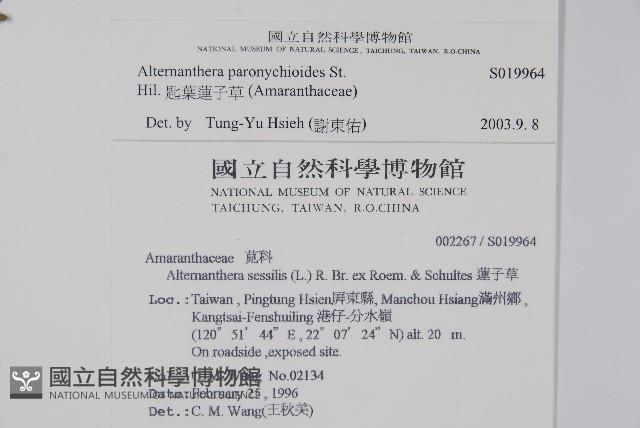 國立自然科學博物館
NATIONAL MUSEUM OF NATURAL SCIENCE, TAICHUNG, TAIWAN, R.O.CHINA
Alternanthera paronychioides St. S019964
Hil. 匙葉蓮子草 (Amaranthaceae)
Det. by Tung-Yu Hsieh (謝東佑) 2003.9. 8
國立自然科學博物館
NATIONAL MUSEUM OF NATURAL SCIENCE
TAICHUNG, TAIWAN, R.O.CHINA
002267 / S019964
Amaranthaceae 莧科
Alternanthera sessilis (L.) R. Br. ex Roem. & Schultes 蓮子草
Loc.:Taiwan , Pingtung Hsien屏東縣, Manchou Hsiang滿州鄉 ,
Kangtsai-Fenshuiling 港仔-分水嶺
(120° 51' 44" E , 22° 07' 24" N) alt. 20 m.
On roadside ,exposed site.
C. M. Wang No.02134
Date:February 25, 1996
Det.:C. M. Wang(王秋美)
國立自然科學博物館
NATIONAL MUSEUM OF NATURAL SCIENCE